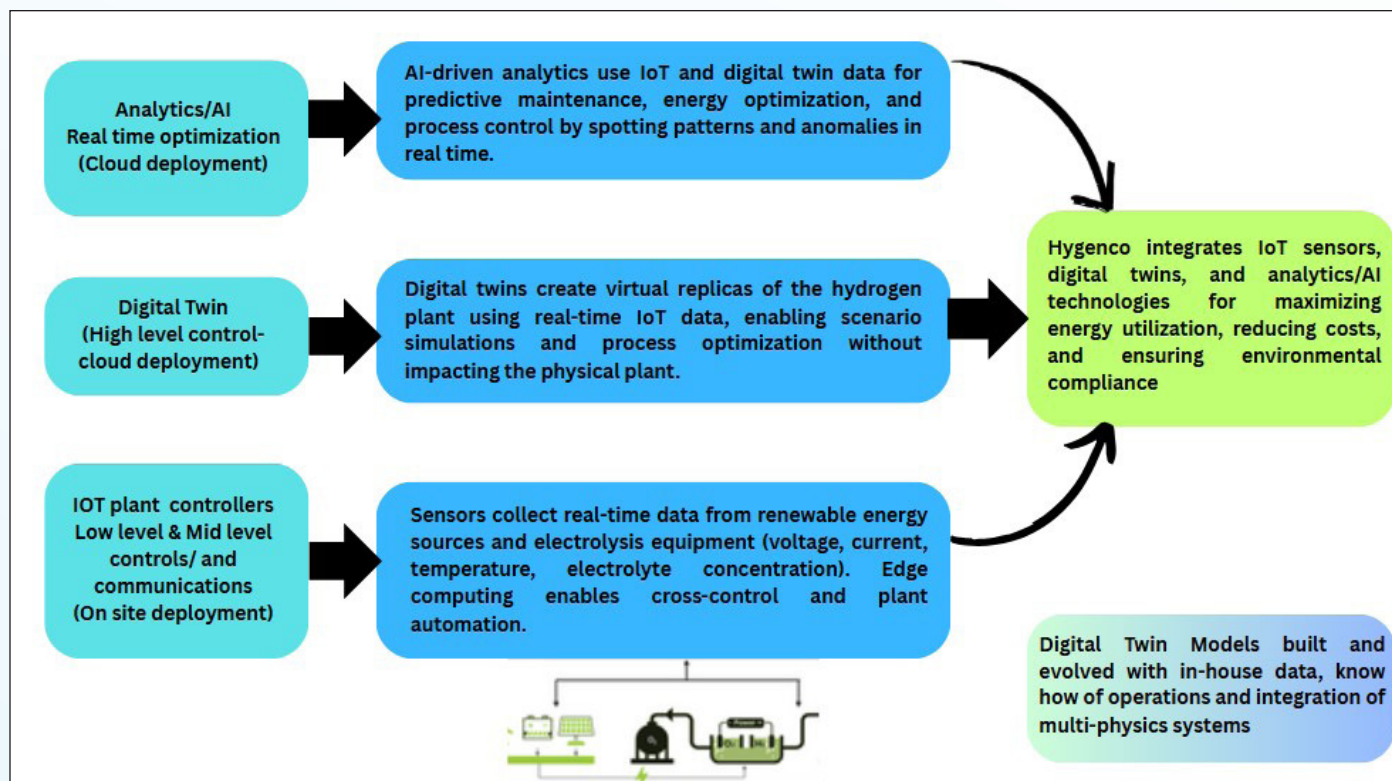 Analytics/AI
Real time optimization
(Cloud deployment)
AI-driven analytics use IoT and digital twin data for
predictive maintenance, energy optimization, and
process control by spotting patterns and anomalies in
real time.
Digital Twin
(High level control-
cloud deployment)
Digital twins create virtual replicas of the hydrogen
plant using real-time IoT data, enabling scenario
simulations and process optimization without
impacting the physical plant.
Hygenco integrates IoT sensors,
digital twins, and analytics/AI
technologies for maximizing
energy utilization, reducing costs,
and ensuring environmental
compliance
IOT plant controllers
Low level & Mid level
controls/ and
communications
(On site deployment)
Sensors collect real-time data from renewable energy
sources and electrolysis equipment (voltage, current,
temperature, electrolyte concentration). Edge
computing enables cross-control and plant
automation.
Digital Twin Models built and
evolved with in-house data, know
how of operations and integration of
multi-physics systems
Power